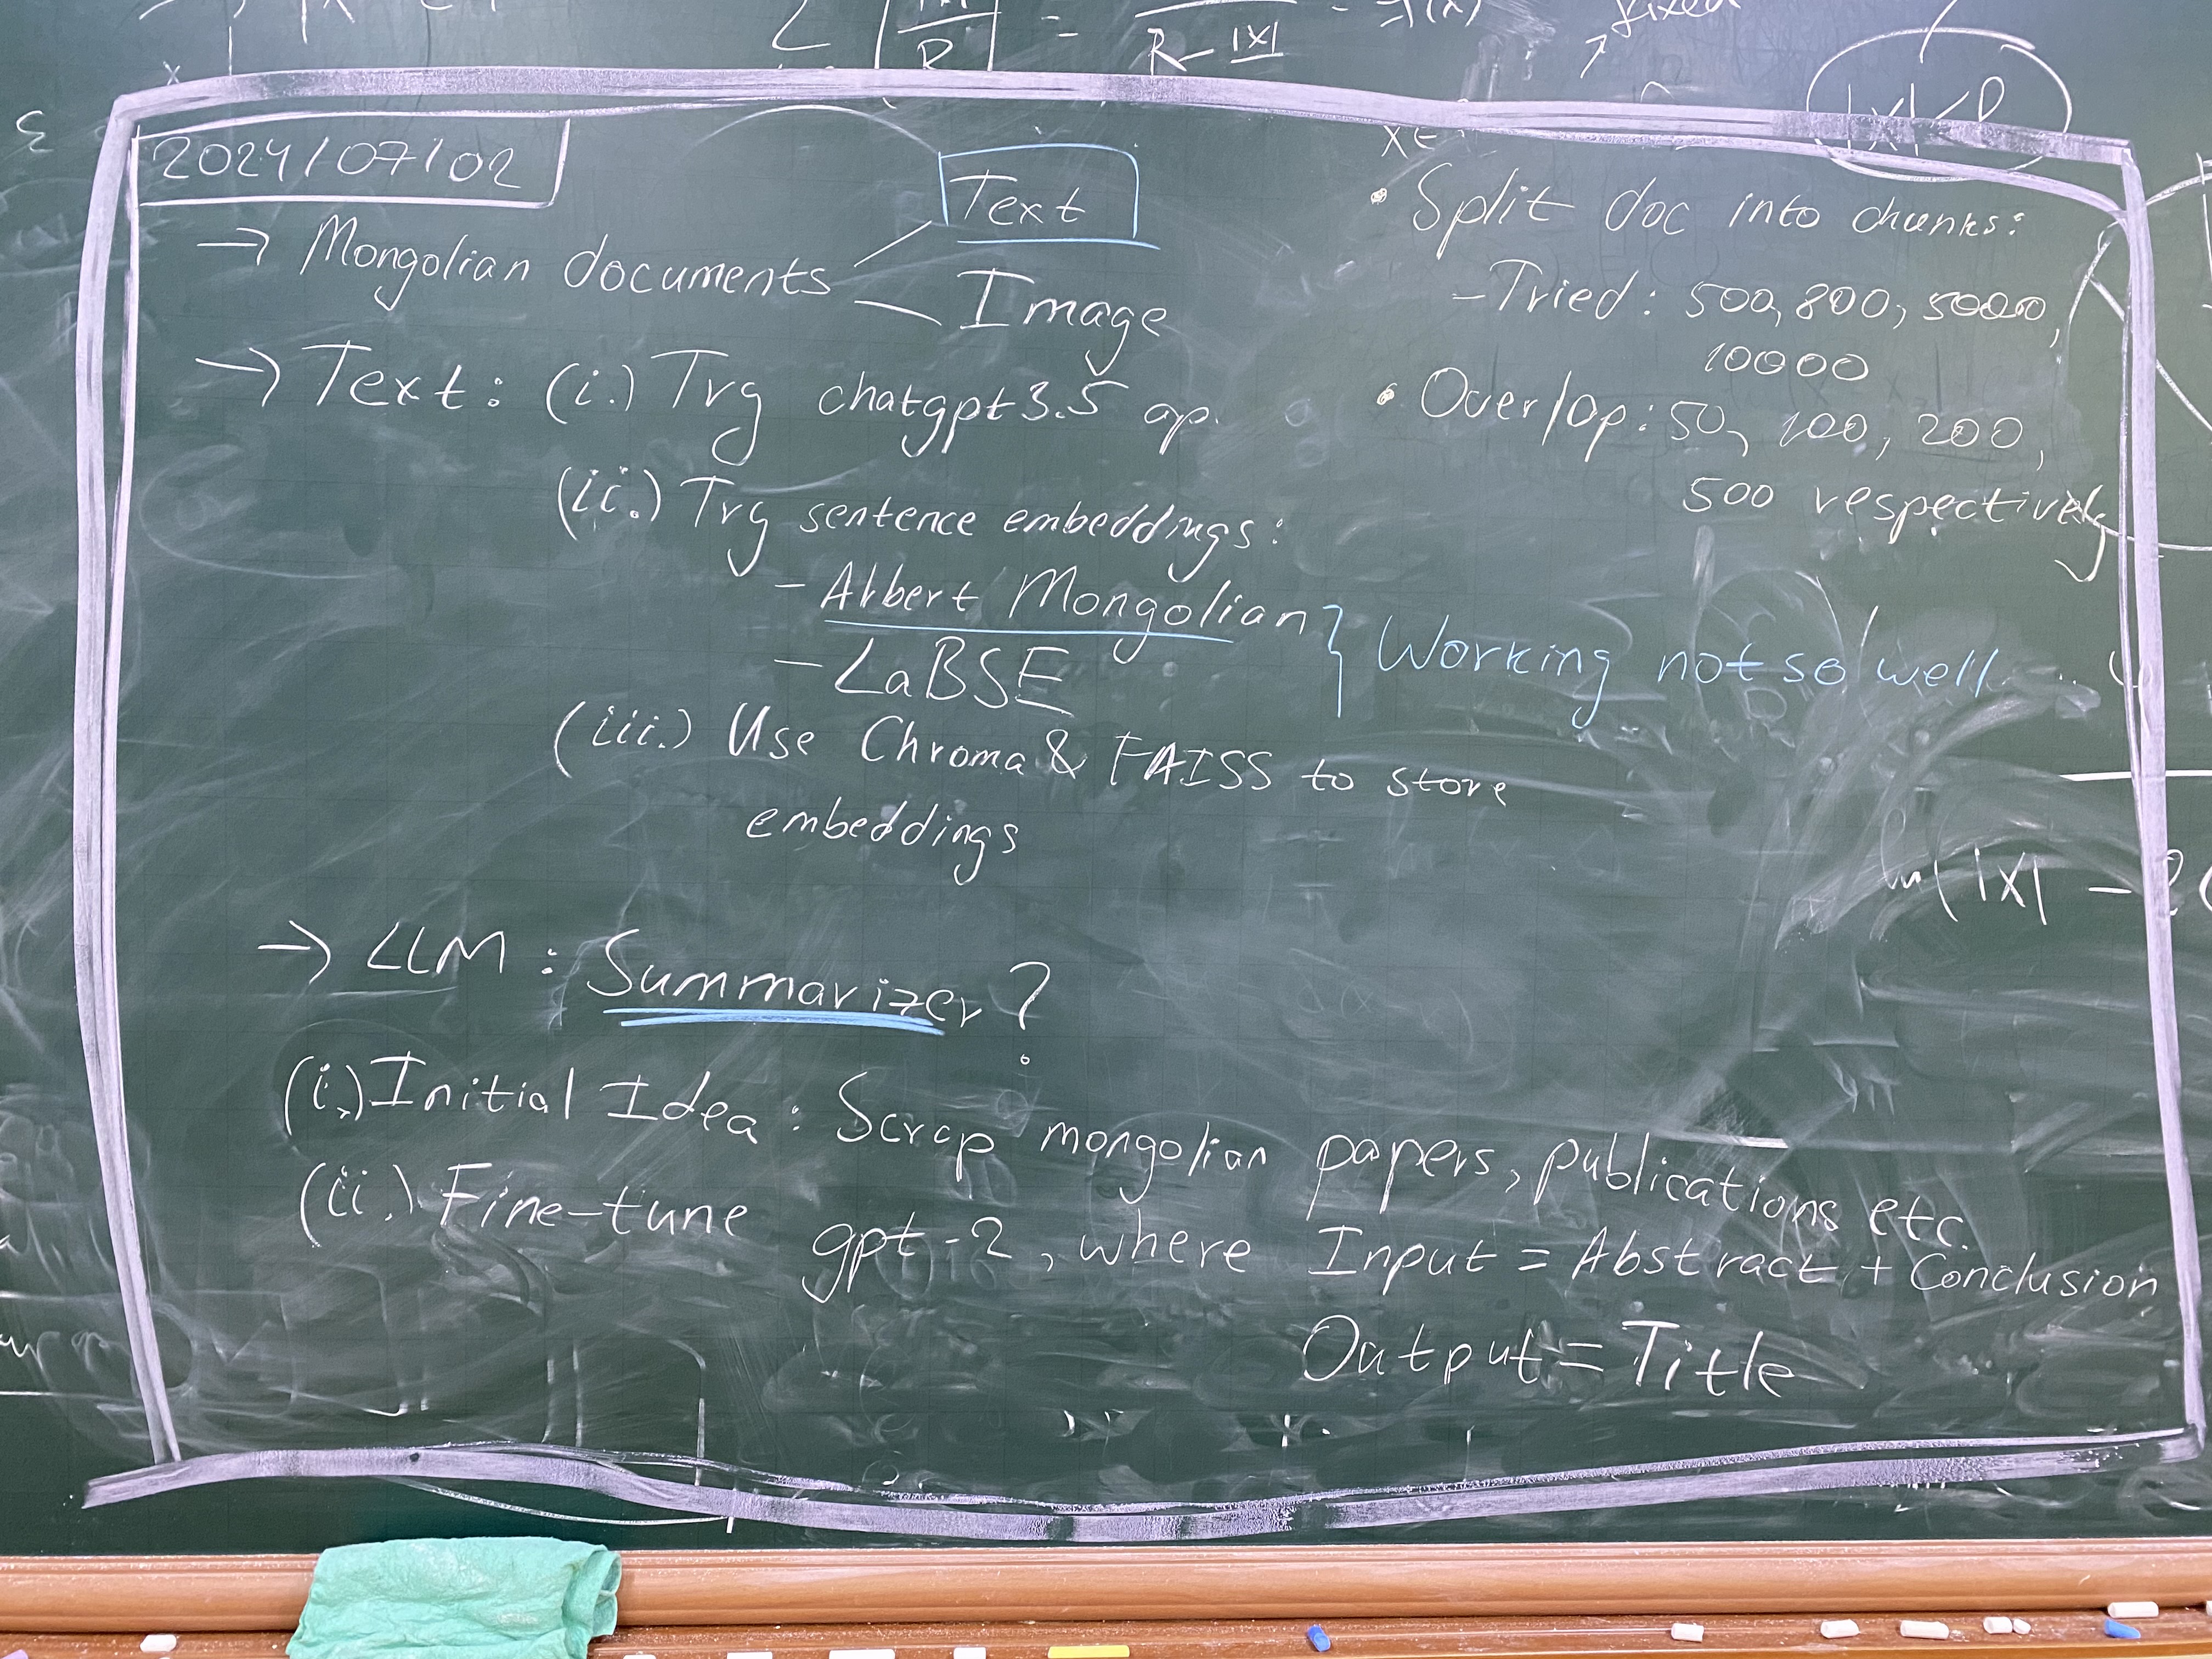 2024/07/02
→ Mongolian documents
Text
Image
→ Text: (i.) Try chatgpt3.5 ap.
(ii.) Try sentence embeddings:
- Albert Mongolian
- LaBSE
} Working not so well
(iii.) Use Chroma & FAISS to store
embeddings
• Split doc into chunks:
- Tried: 500, 800, 5000,
10000
• Overlap: 50, 100, 200,
500 respectively
→ LLM: Summarizer?
(i.) Initial Idea: Scrap mongolian papers, publications etc.
(ii.) Fine-tune gpt-2, where Input = Abstract + Conclusion
Output = Title
fixed
R - |X|
ln(|X| -